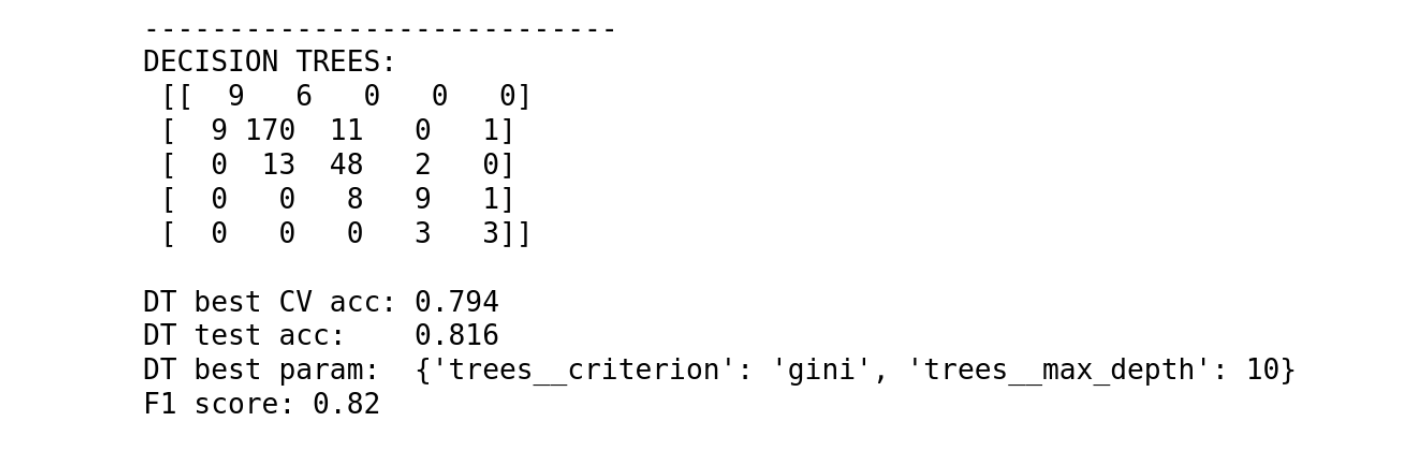 ----------------------------
DECISION TREES:
 [[  9   6   0   0   0]
 [  9 170  11   0   1]
 [  0  13  48   2   0]
 [  0   0   8   9   1]
 [  0   0   0   3   3]]

DT best CV acc: 0.794
DT test acc:    0.816
DT best param:  {'trees__criterion': 'gini', 'trees__max_depth': 10}
F1 score: 0.82